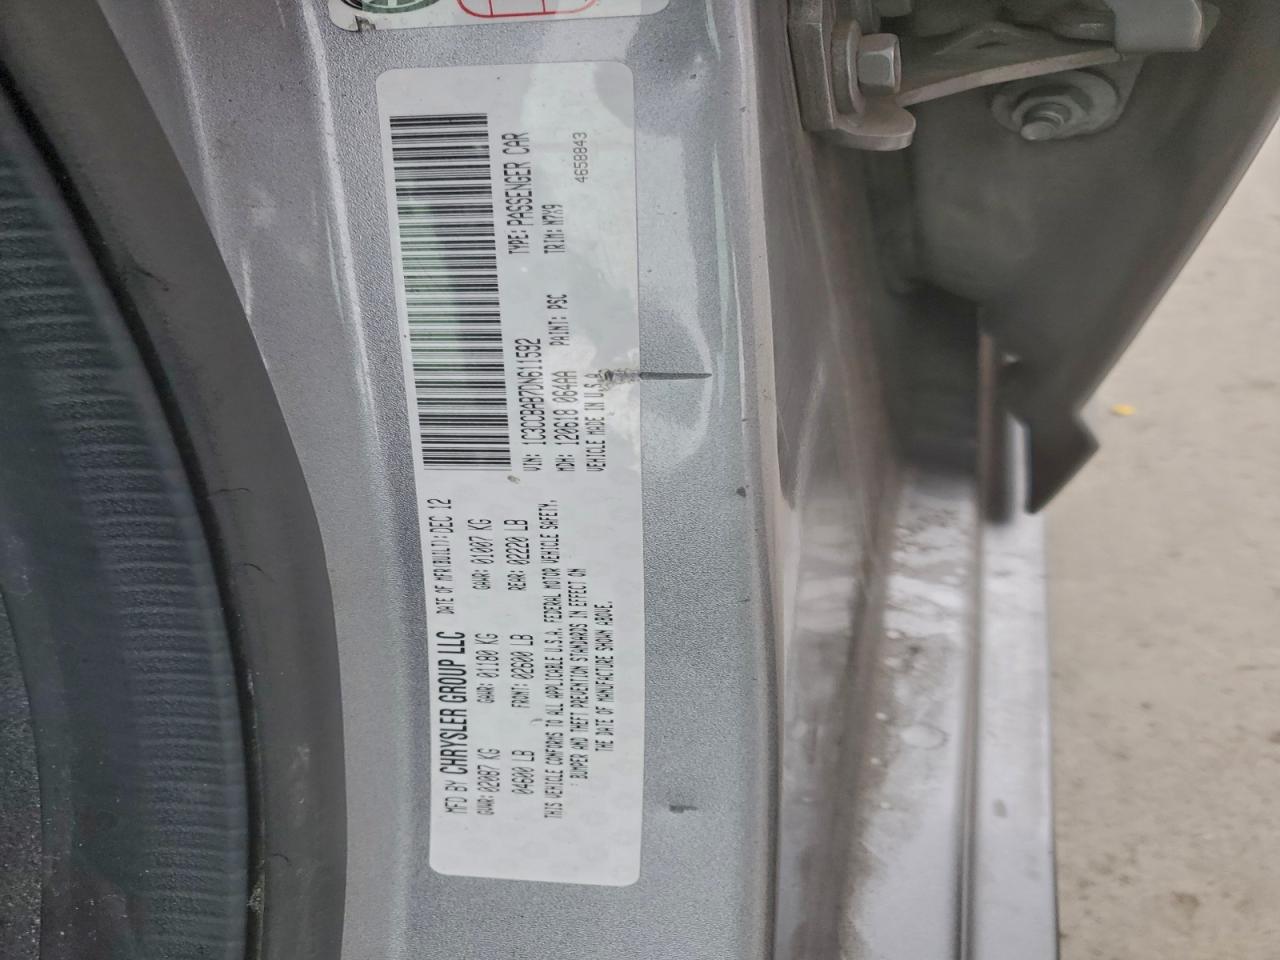 MFD BY CHRYSLER GROUP LLC DATE OF MFR(BUILT): DEC 12
GVWR: 02087 KG GAWR: 01180 KG GAWR: 01007 KG
04600 LB FRONT: 02600 LB REAR: 02220 LB
THIS VEHICLE CONFORMS TO ALL APPLICABLE U.S.A. FEDERAL MOTOR VEHICLE SAFETY,
BUMPER AND THEFT PREVENTION STANDARDS IN EFFECT ON
THE DATE OF MANUFACTURE SHOWN ABOVE.
VIN: 1C3CCBAB7DN611592 TYPE: PASSENGER CAR
MDH: 120618 064AA PAINT: PSC TRIM: M7X9
VEHICLE MADE IN U.S.A
4658843